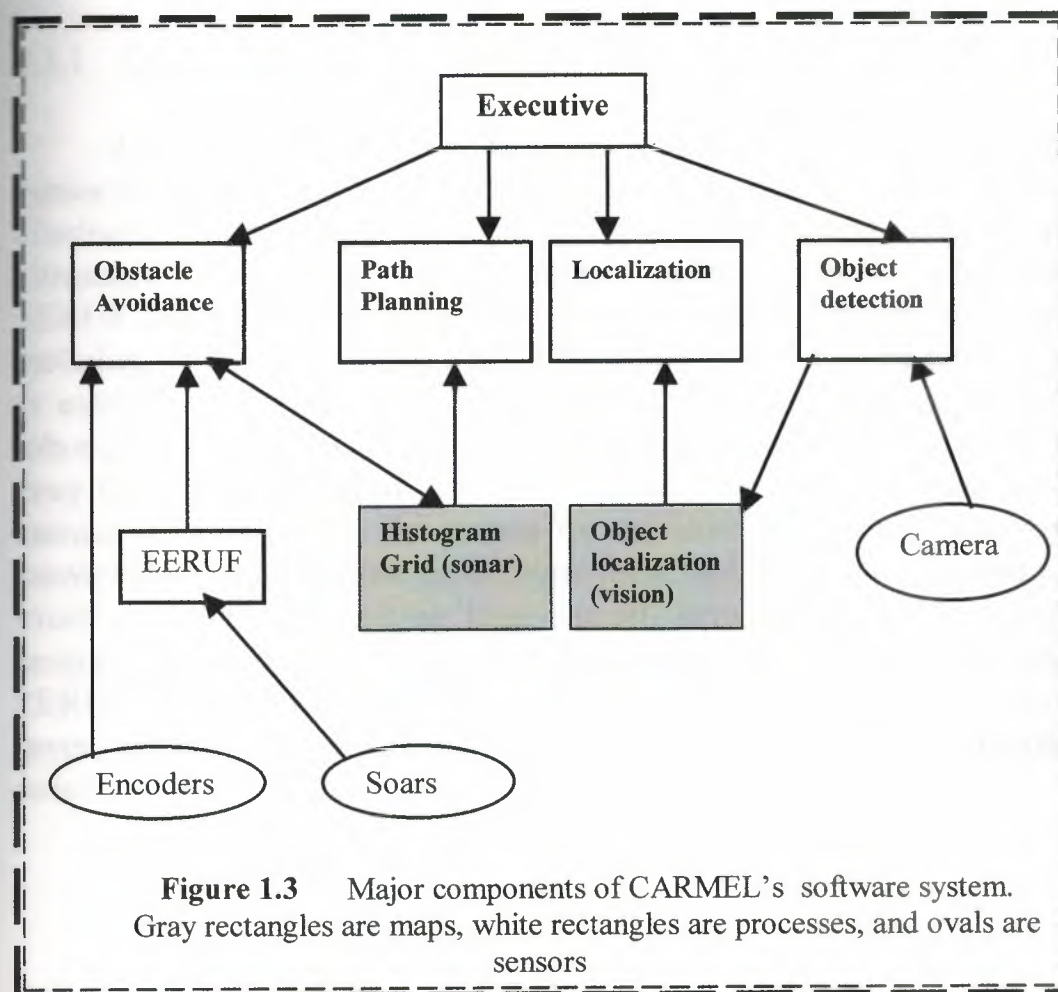 Executive
Obstacle
Avoidance
Path
Planning
Localization
Object
detection
EERUF
Histogram
Grid (sonar)
Object
localization
(vision)
Camera
Encoders
Soars
Figure 1.3 Major components of CARMEL's software system.
Gray rectangles are maps, white rectangles are processes, and ovals are
sensors